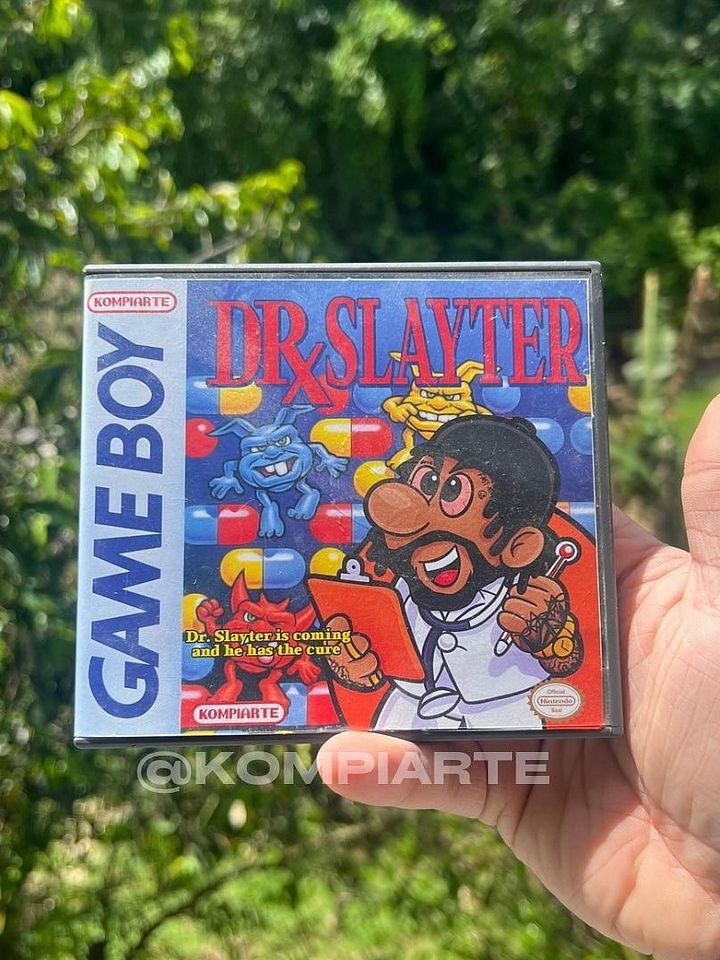 KOMPIARTE
GAME BOY
DR. SLAYTER
Dr. Slayter is coming
and he has the cure
KOMPIARTE
Official
Nintendo
Seal
@KOMPIARTE